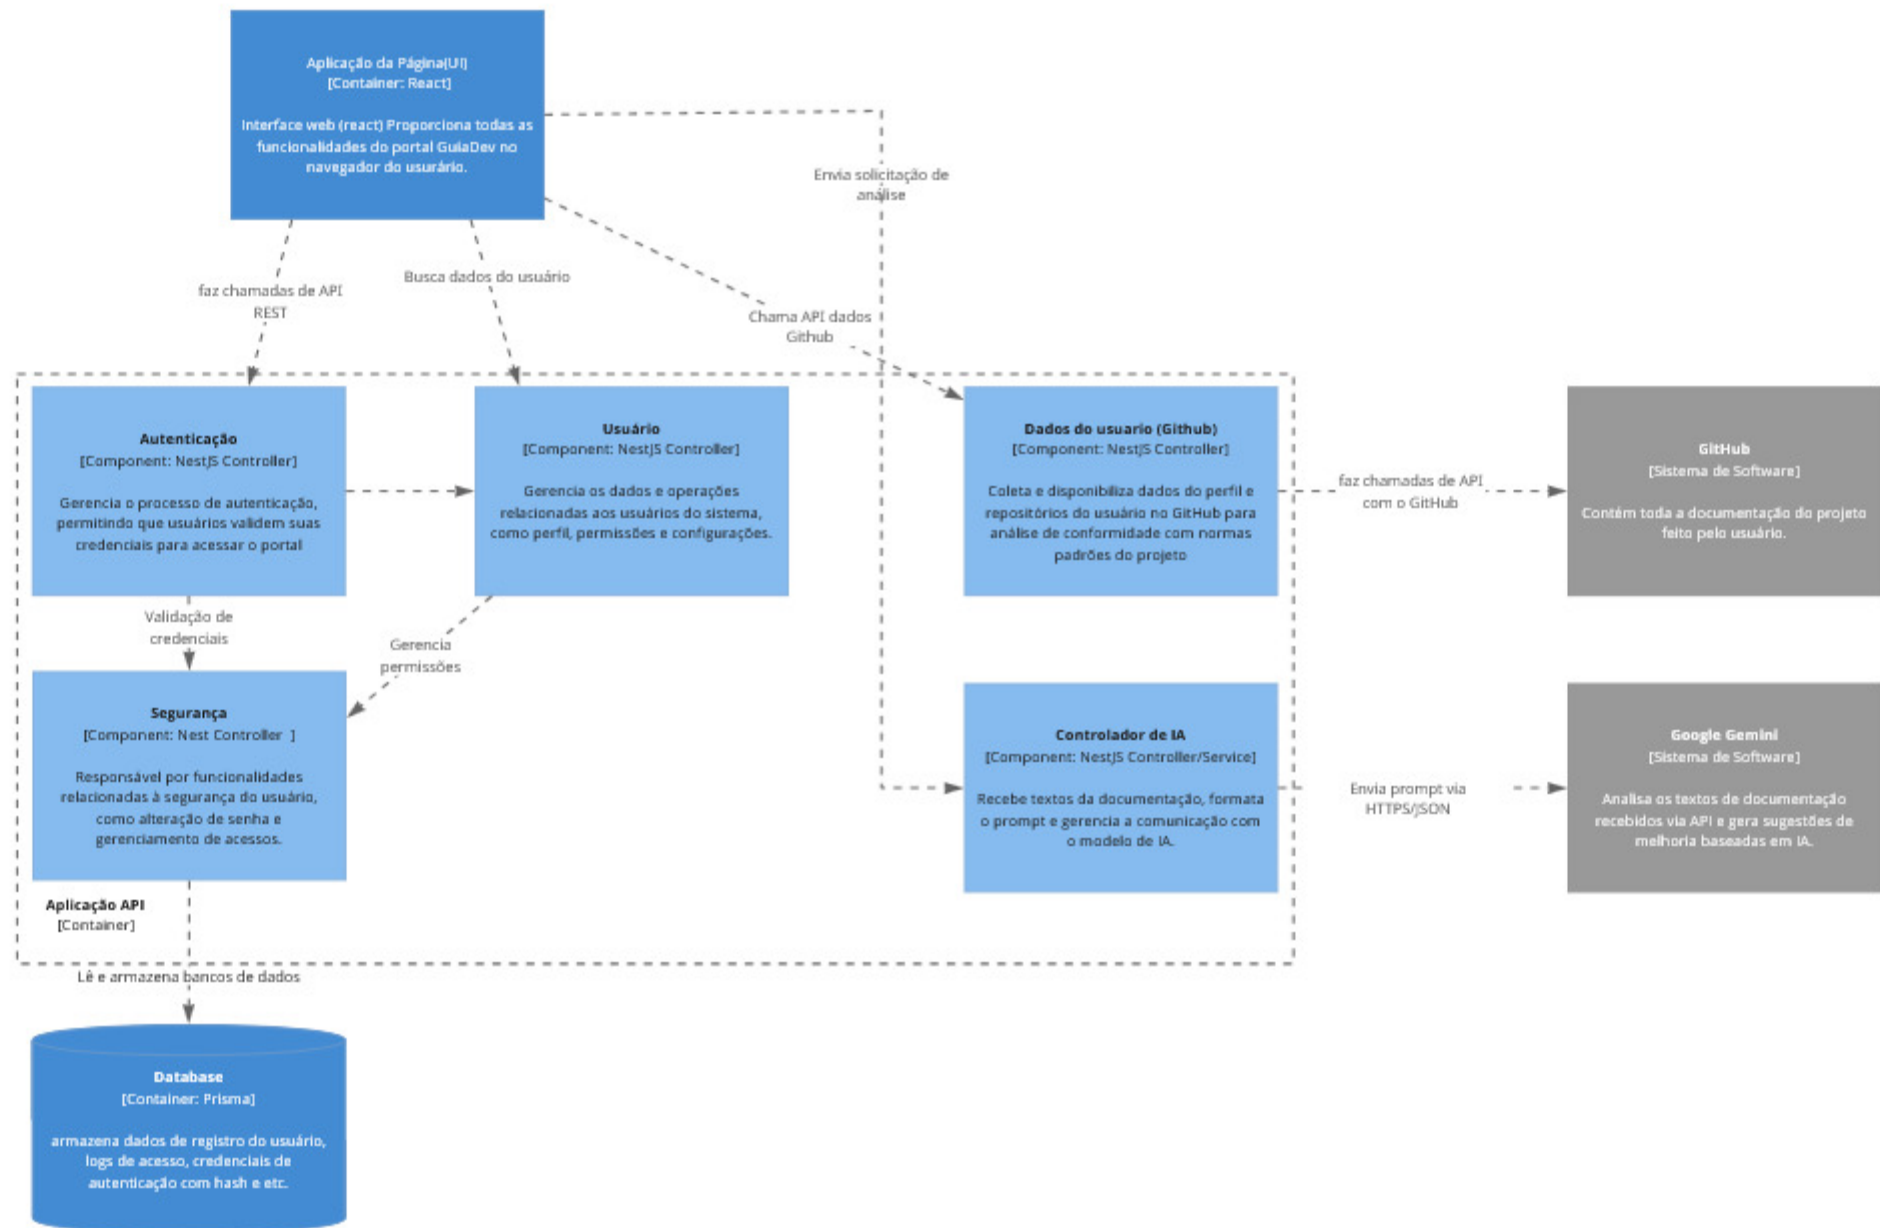 Aplicação da Página(UI)
[Container: React]
Interface web (react) Proporciona todas as
funcionalidades do portal GuiaDev no
navegador do usurário.
Envia solicitação de
análise
faz chamadas de API
REST
Busca dados do usuário
Chama API dados
Github
Autenticação
[Component: NestJS Controller]
Gerencia o processo de autenticação,
permitindo que usuários validem suas
credenciais para acessar o portal
Usuário
[Component: NestJS Controller]
Gerencia os dados e operações
relacionadas aos usuários do sistema,
como perfil, permissões e configurações.
Dados do usuario (Github)
[Component: NestJS Controller]
Coleta e disponibiliza dados do perfil e
repositórios do usuário no GitHub para
análise de conformidade com normas
padrões do projeto
faz chamadas de API
com o GitHub
GitHub
[Sistema de Software]
Contém toda a documentação do projeto
feito pelo usuário.
Validação de
credenciais
Gerencia
permissões
Segurança
[Component: Nest Controller  ]
Responsável por funcionalidades
relacionadas à segurança do usuário,
como alteração de senha e
gerenciamento de acessos.
Controlador de IA
[Component: NestJS Controller/Service]
Recebe textos da documentação, formata
o prompt e gerencia a comunicação com
o modelo de IA.
Envia prompt via
HTTPS/JSON
Google Gemini
[Sistema de Software]
Analisa os textos de documentação
recebidos via API e gera sugestões de
melhoria baseadas em IA.
Aplicação API
[Container]
Lê e armazena bancos de dados
Database
[Container: Prisma]
armazena dados de registro do usuário,
logs de acesso, credenciais de
autenticação com hash e etc.